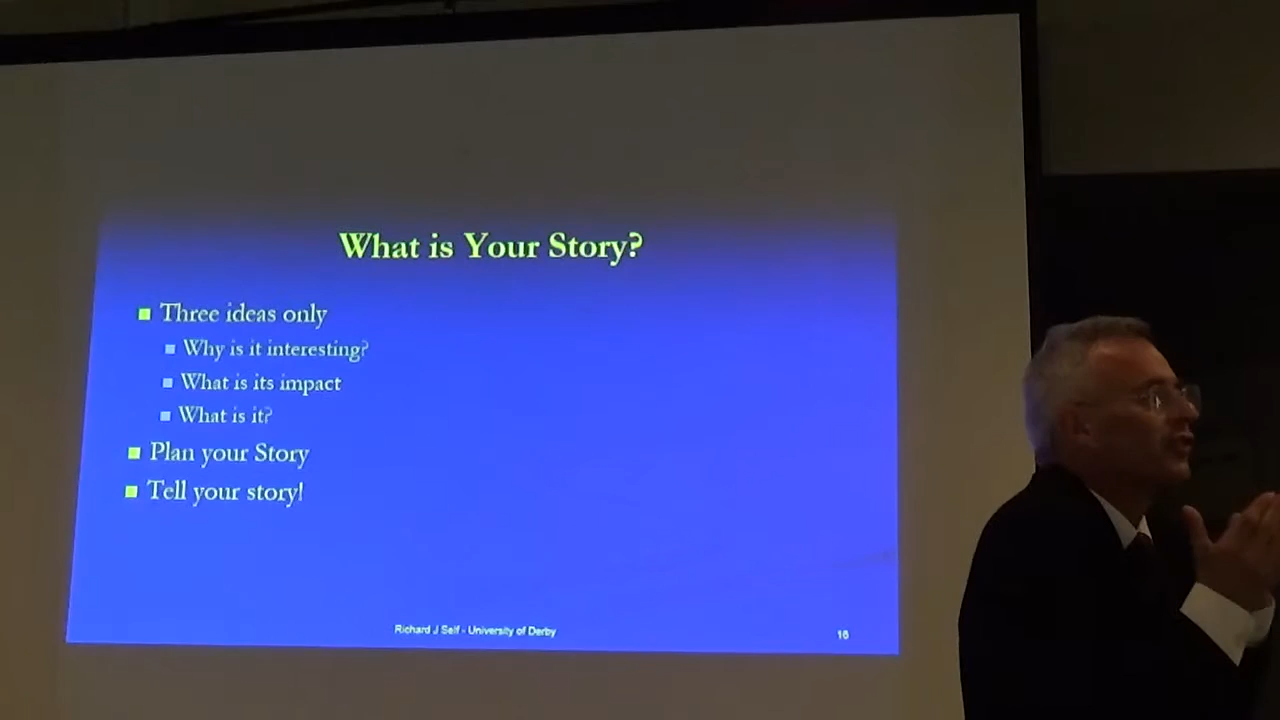 What is Your Story?
Three ideas only
Why is it interesting?
What is its impact
What is it?
Plan your Story
Tell your story!
Richard J Self - University of Derby
16